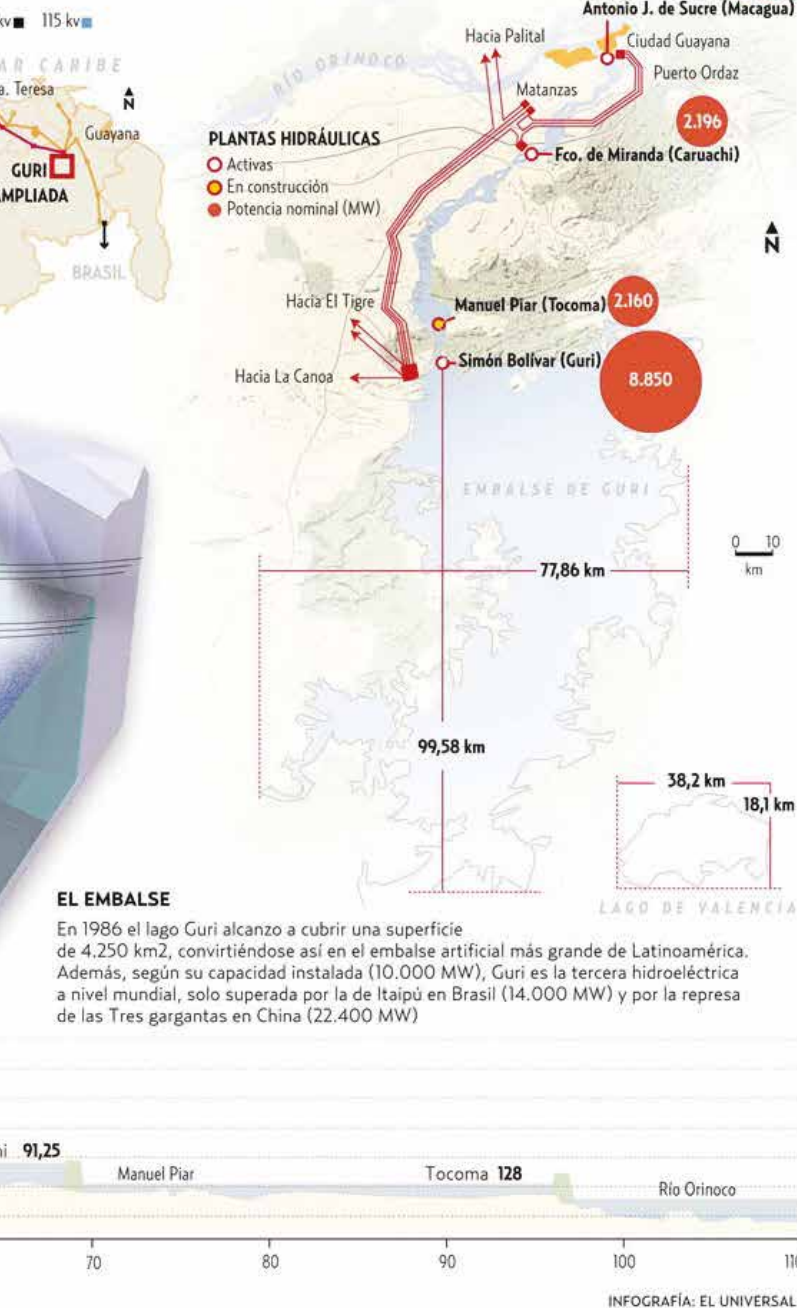 115 kv
Antonio J. de Sucre (Macagua)
Hacia Palital
Ciudad Guayana
RÍO ORINOCO
Puerto Ordaz
Teresa
N
Matanzas
Guayana
PLANTAS HIDRÁULICAS
2.196
GURI
Activas
Fco. de Miranda (Caruachi)
En construcción
Potencia nominal (MW)
N
BRASIL
Hacia El Tigre
Manuel Piar (Tocoma) 2.160
Simón Bolívar (Guri)
Hacia La Canoa
8.850
EMBALSE DE GURI
0 10
km
77,86 km
99,58 km
38,2 km
18,1 km
EL EMBALSE
LAGO DE VALENCIA
En 1986 el lago Guri alcanzo a cubrir una superficie
de 4.250 km2, convirtiéndose así en el embalse artificial más grande de Latinoamérica.
Además, según su capacidad instalada (10.000 MW), Guri es la tercera hidroeléctrica
a nivel mundial, solo superada por la de Itaipú en Brasil (14.000 MW) y por la represa
de las Tres gargantas en China (22.400 MW)
91,25
Manuel Piar
Tocoma 128
Río Orinoco
70 80 90 100
INFOGRAFÍA: EL UNIVERSAL